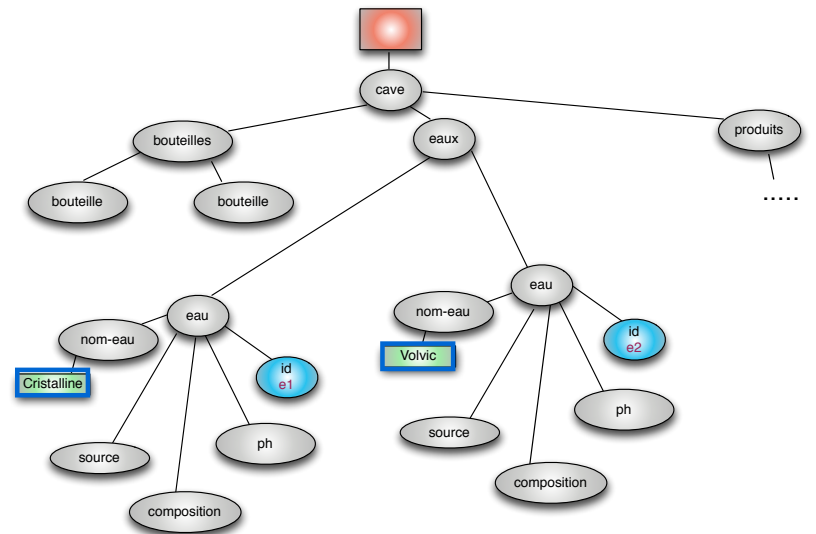 cave
bouteilles
eaux
produits
bouteille
bouteille
.....
eau
nom-eau
Cristalline
id
e1
source
composition
ph
eau
nom-eau
Volvic
id
e2
source
composition
ph